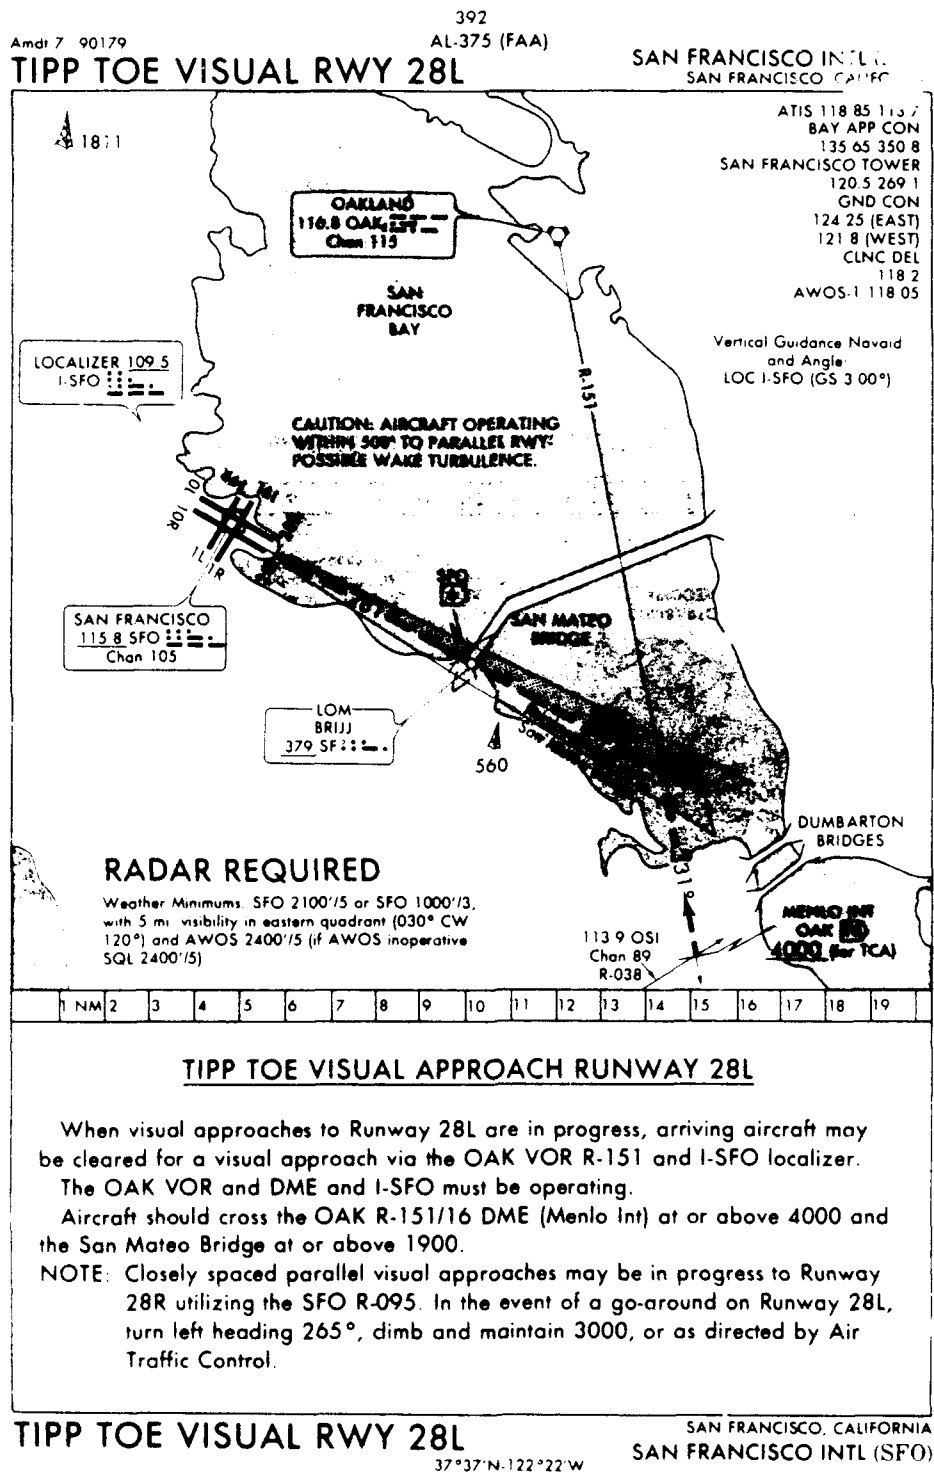 392
Amdt 7 90179
AL-375 (FAA)
TIPP TOE VISUAL RWY 28L
SAN FRANCISCO
SAN FRANCISCO
1811
ATIS 118 85
BAY APP CON
135 65 350 8
SAN FRANCISCO TOWER
120.5 269 1
GND CON
124 25 (EAST)
121 8 (WEST)
CLNC DEL
118 2
AWOS-1 118 05
OAKLAND
116.8 OAK
Chan 115
SAN
FRANCISCO
BAY
Vertical Guidance Navaid
and Angle
LOC I-SFO (GS 3 00°)
LOCALIZER 109 5
I-SFO
R-151
CAUTION: AIRCRAFT OPERATING
WITHIN 500' TO PARALLEL RWY:
POSSIBLE WAKE TURBULENCE.
10L
10R
1L
1R
SFO
SAN FRANCISCO
115 8 SFO
Chan 105
SAN MATEO
BRIDGE
LOM
BRIJJ
379 SF
560
DUMBARTON
BRIDGES
RADAR REQUIRED
Weather Minimums. SFO 2100'/5 or SFO 1000'/3,
with 5 mi. visibility in eastern quadrant (030° CW
120°) and AWOS 2400'/5 (if AWOS inoperative
SQL 2400'/5)
331°
113 9 OSI
Chan 89
R-038
MENLO INT
OAK
4000 (for TCA)
1 NM 2 3 4 5 6 7 8 9 10 11 12 13 14 15 16 17 18 19
TIPP TOE VISUAL APPROACH RUNWAY 28L
When visual approaches to Runway 28L are in progress, arriving aircraft may
be cleared for a visual approach via the OAK VOR R-151 and I-SFO localizer.
The OAK VOR and DME and I-SFO must be operating.
Aircraft should cross the OAK R-151/16 DME (Menlo Int) at or above 4000 and
the San Mateo Bridge at or above 1900.
NOTE: Closely spaced parallel visual approaches may be in progress to Runway
28R utilizing the SFO R-095. In the event of a go-around on Runway 28L,
turn left heading 265°, climb and maintain 3000, or as directed by Air
Traffic Control.
TIPP TOE VISUAL RWY 28L
SAN FRANCISCO, CALIFORNIA
SAN FRANCISCO INTL (SFO)
37°37'N-122°22'W